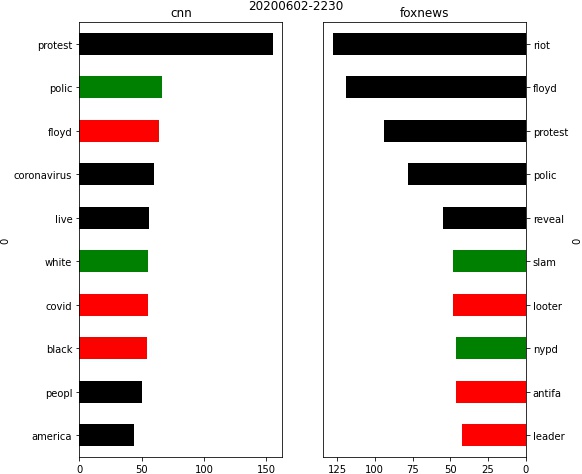 20200602-2230
cnn
foxnews
protest
polic
floyd
coronavirus
live
white
covid
black
peopl
america
0
0 50 100 150
riot
floyd
protest
polic
reveal
slam
looter
nypd
antifa
leader
0
125 100 75 50 25 0